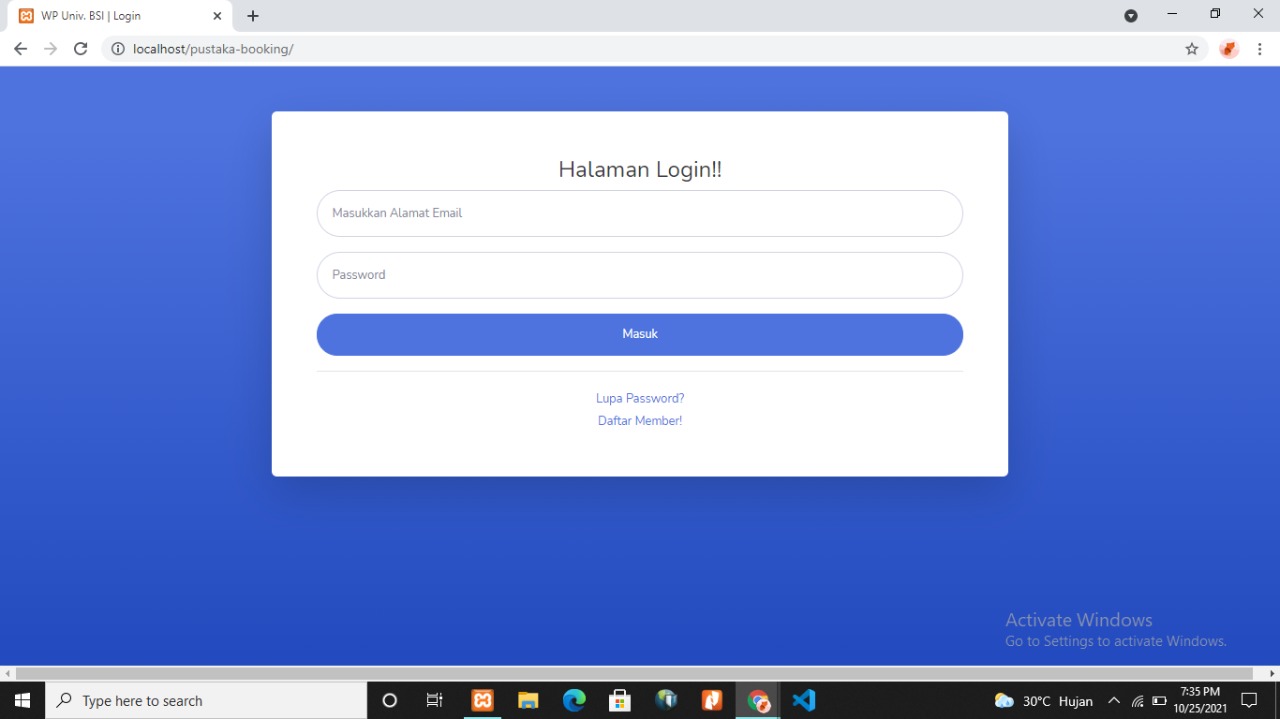 WP Univ. BSI | Login
localhost/pustaka-booking/
Halaman Login!!
Masukkan Alamat Email
Password
Masuk
Lupa Password?
Daftar Member!
Activate Windows
Go to Settings to activate Windows.
Type here to search
30°C Hujan
7:35 PM
10/25/2021